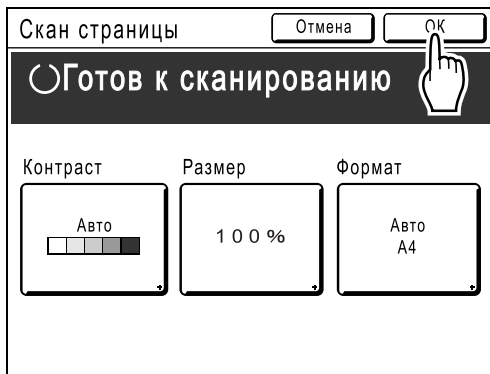 Скан страницы
Отмена
OK
Готов к сканированию
Контраст
Размер
Формат
Авто
100%
Авто
A4